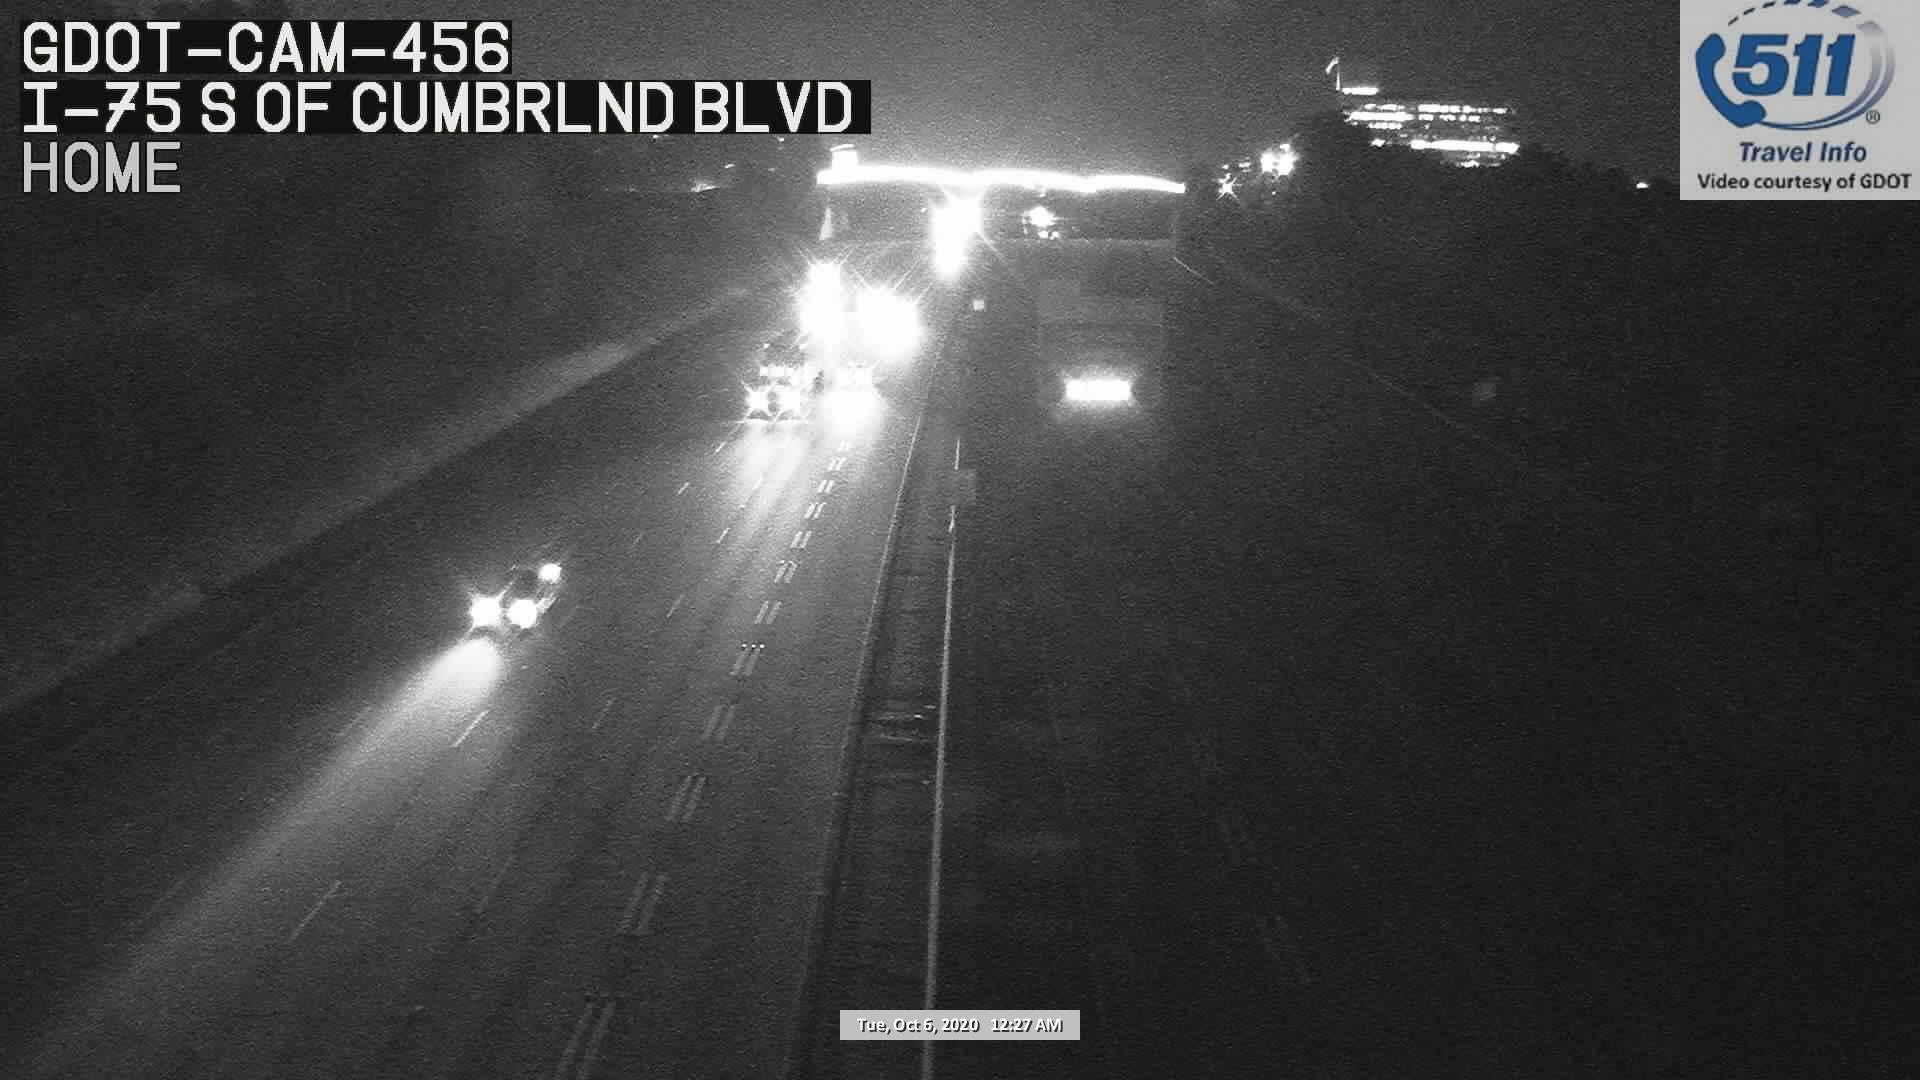 GDOT-CAM-456
I-75 S OF CUMBRLND BLVD
HOME
511®
Travel Info
Video courtesy of GDOT
Tue, Oct 6, 2020 12:27 AM